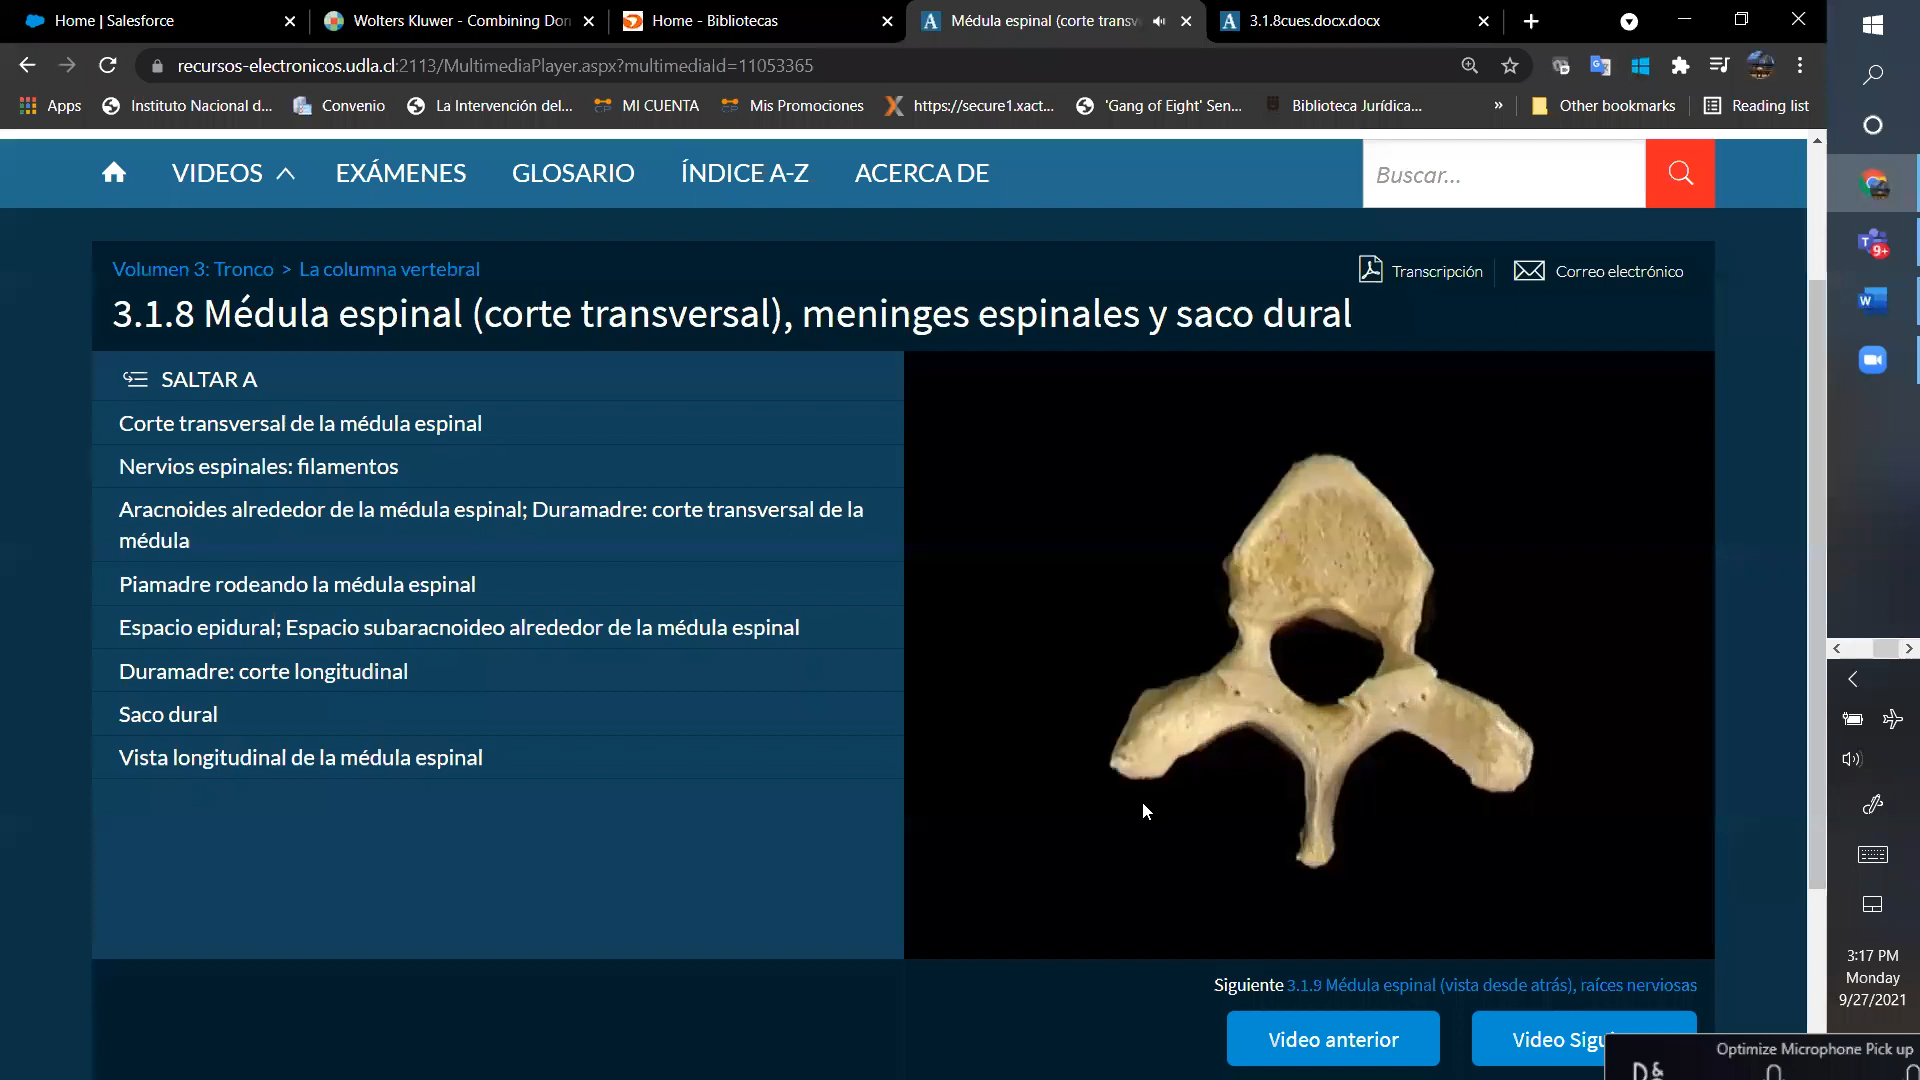 Home | Salesforce
Wolters Kluwer - Combining Don
Home - Bibliotecas
Médula espinal (corte transv
3.1.8cues.docx.docx
recursos-electronicos.udla.cl:2113/MultimediaPlayer.aspx?multimediaId=11053365
Apps
Instituto Nacional d...
Convenio
La Intervención del...
MI CUENTA
Mis Promociones
https://secure1.xact...
'Gang of Eight' Sen...
Biblioteca Jurídica...
»
Other bookmarks
Reading list
VIDEOS
EXÁMENES
GLOSARIO
ÍNDICE A-Z
ACERCA DE
Buscar...
Volumen 3: Tronco > La columna vertebral
Transcripción
Correo electrónico
3.1.8 Médula espinal (corte transversal), meninges espinales y saco dural
SALTAR A
Corte transversal de la médula espinal
Nervios espinales: filamentos
Aracnoides alrededor de la médula espinal; Duramadre: corte transversal de la
médula
Piamadre rodeando la médula espinal
Espacio epidural; Espacio subaracnoideo alrededor de la médula espinal
Duramadre: corte longitudinal
Saco dural
Vista longitudinal de la médula espinal
Siguiente 3.1.9 Médula espinal (vista desde atrás), raíces nerviosas
Video anterior
Video Sigu
9+
3:17 PM
Monday
9/27/2021
Optimize Microphone Pick up